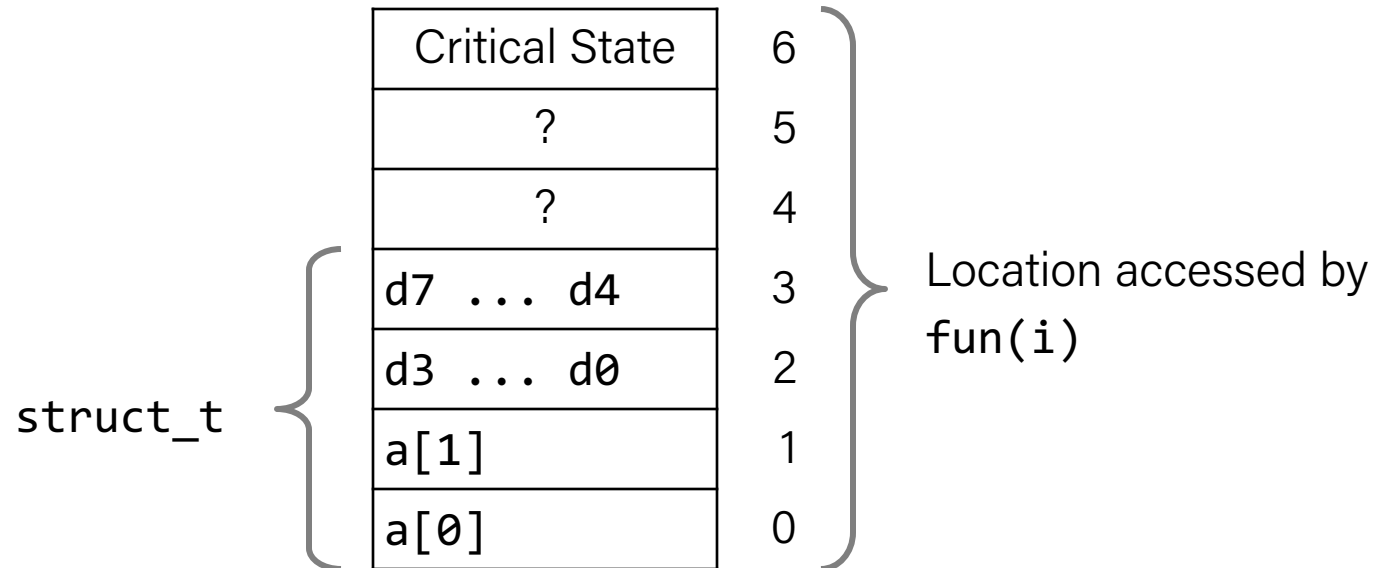 Critical State 6
? 5
? 4
d7 ... d4 3
Location accessed by
fun(i)
d3 ... d0 2
struct_t
a[1] 1
a[0] 0